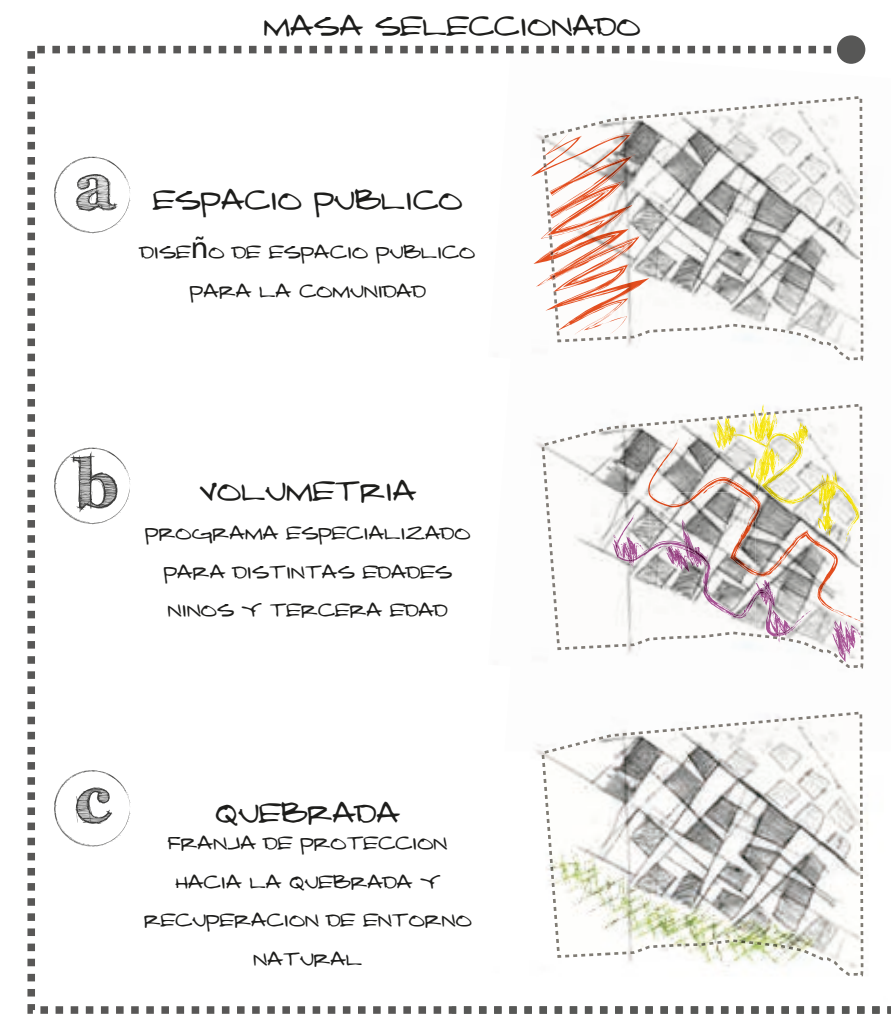 MASA SELECCIONADO
a
ESPACIO PUBLICO
DISEñO DE ESPACIO PUBLICO
PARA LA COMUNIDAD
b
VOLUMETRIA
PROGRAMA ESPECIALIZADO
PARA DISTINTAS EDADES
NINOS Y TERCERA EDAD
c
QUEBRADA
FRANJA DE PROTECCION
HACIA LA QUEBRADA Y
RECUPERACION DE ENTORNO
NATURAL